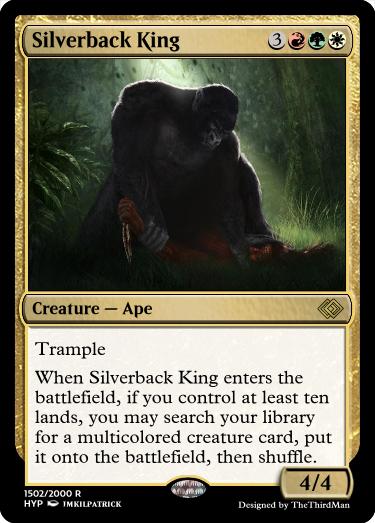 Silverback King 3
Creature — Ape
Trample
When Silverback King enters the
battlefield, if you control at least ten
lands, you may search your library
for a multicolored creature card, put
it onto the battlefield, then shuffle.
4/4
1502/2000 R
HYP JMKILPATRICK
Designed by TheThirdMan